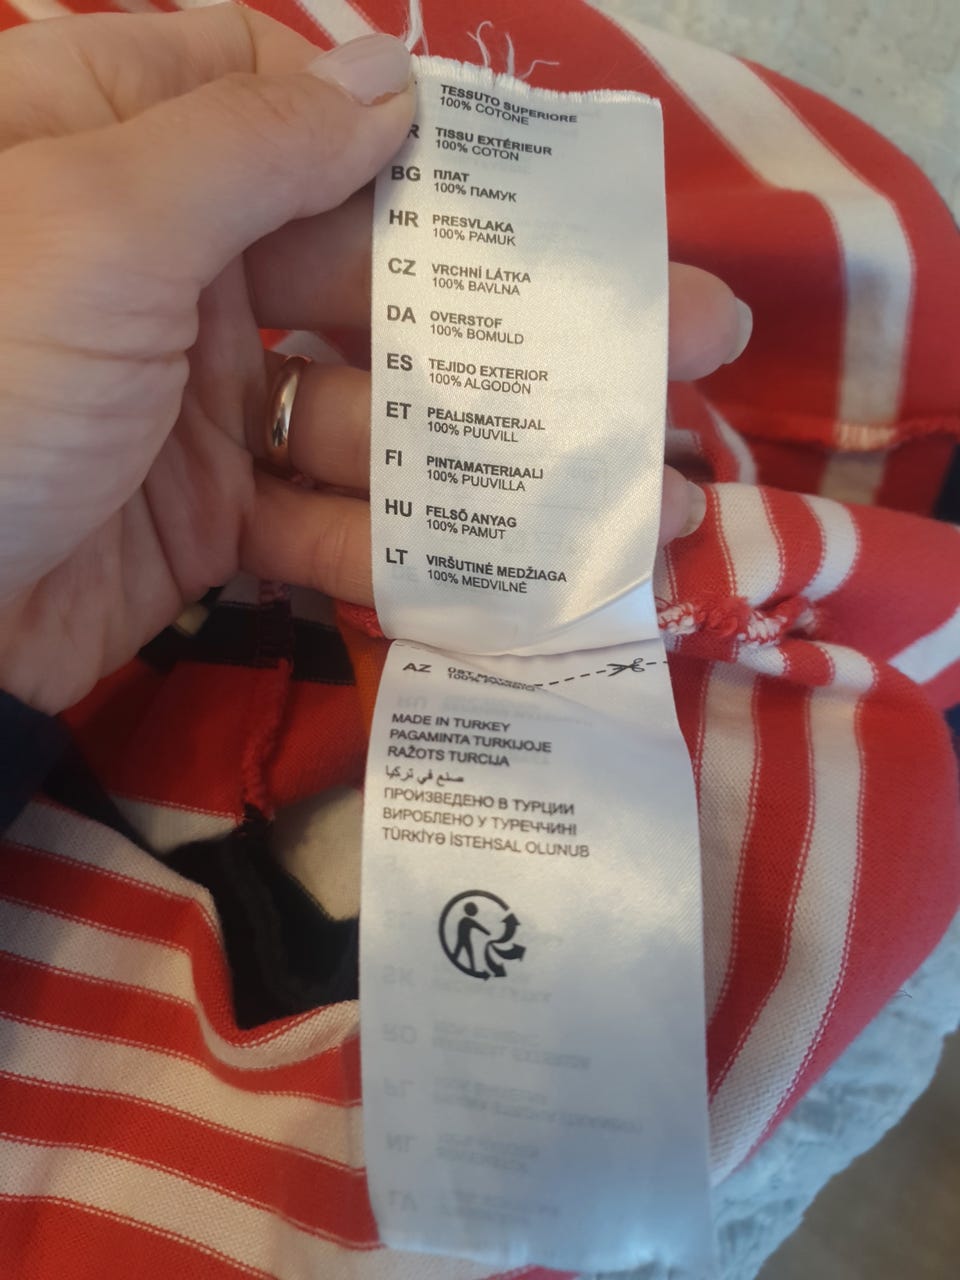 TESSUTO SUPERIORE
100% COTONE
R TISSU EXTÉRIEUR
100% COTON
BG ПЛАТ
100% ПАМУК
HR PRESVLAKA
100% PAMUK
CZ VRCHNÍ LÁTKA
100% BAVLNA
DA OVERSTOF
100% BOMULD
ES TEJIDO EXTERIOR
100% ALGODÓN
ET PEALISMATERJAL
100% PUUVILL
FI PINTAMATERIAALI
100% PUUVILLA
HU FELSŐ ANYAG
100% PAMUT
LT VIRŠUTINĖ MEDŽIAGA
100% MEDVILNĖ
AZ ÜST
100%
MADE IN TURKEY
PAGAMINTA TURKIJOJE
RAŽOTS TURCIJA
صنع في تركيا
ПРОИЗВЕДЕНО В ТУРЦИИ
ВИРОБЛЕНО У ТУРЕЧЧИНІ
TÜRKİYƏ İSTEHSAL OLUNUB